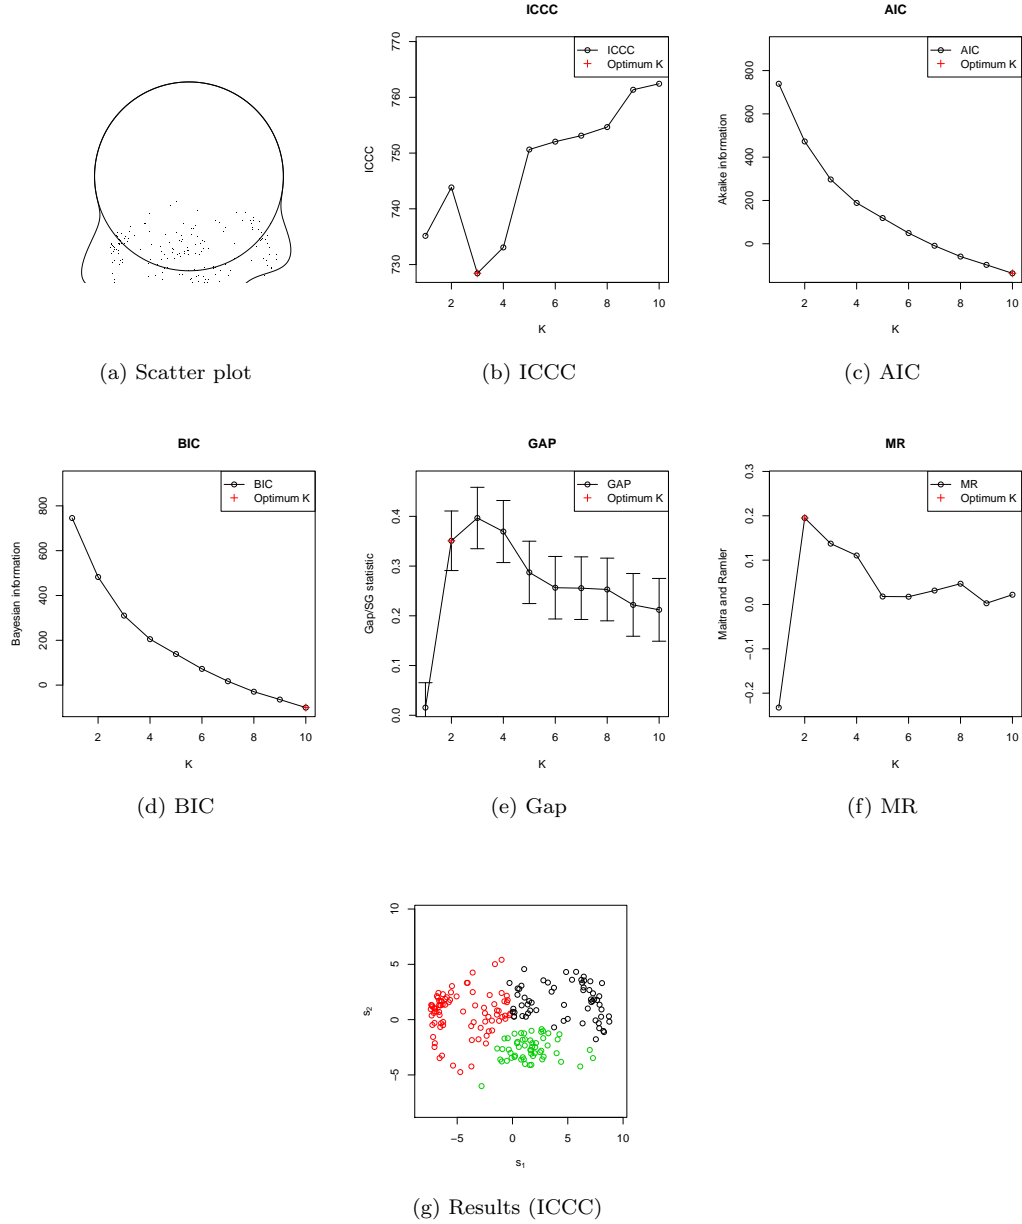 ICCC
770
760
750
740
730
ICCC
ICCC
Optimum K
2 4 6 8 10
K
AIC
800
600
400
200
0
Akaike information
AIC
Optimum K
2 4 6 8 10
K
(a) Scatter plot
(b) ICCC
(c) AIC
BIC
800
600
400
200
0
Bayesian information
BIC
Optimum K
2 4 6 8 10
K
GAP
0.4
0.3
0.2
0.1
0.0
Gap/SG statistic
GAP
Optimum K
2 4 6 8 10
K
MR
0.3
0.2
0.1
0.0
−0.1
−0.2
Maitra and Ramler
MR
Optimum K
2 4 6 8 10
K
(d) BIC
(e) Gap
(f) MR
10
5
0
−5
s2
−5 0 5 10
s1
(g) Results (ICCC)